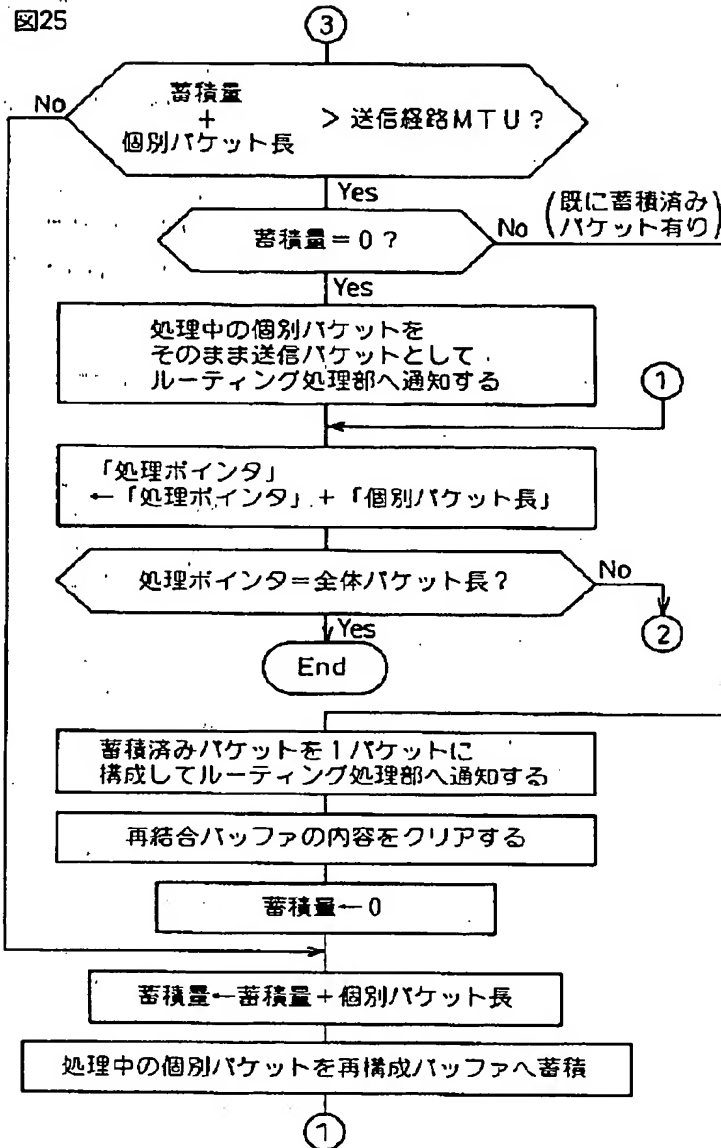 図25
③
蓄積量
+
個別パケット長
> 送信経路MTU?
No
Yes
蓄積量=0?
No
(既に蓄積済み
パケット有り)
Yes
処理中の個別パケットを
そのまま送信パケットとして
ルーティング処理部へ通知する
①
「処理ポインタ」
←「処理ポインタ」+「個別パケット長」
処理ポインタ=全体パケット長?
No
②
Yes
End
蓄積済みパケットを1パケットに
構成してルーティング処理部へ通知する
再結合バッファの内容をクリアする
蓄積量←0
蓄積量←蓄積量+個別パケット長
処理中の個別パケットを再構成バッファへ蓄積
①